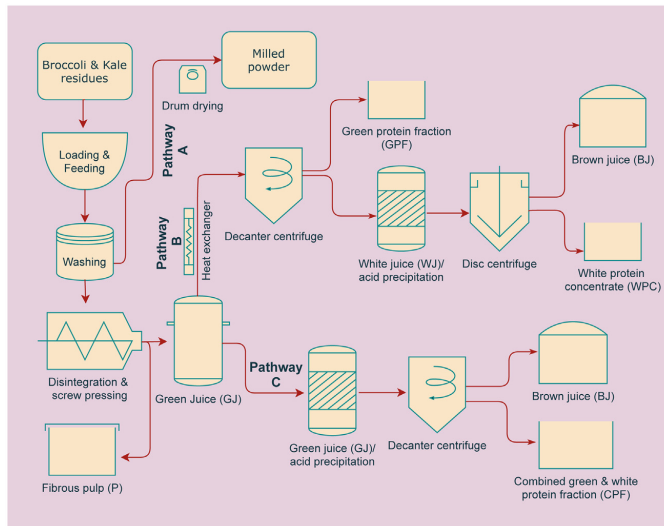 Broccoli & Kale
residues
Milled
powder
Drum drying
Loading &
Feeding
Pathway
A
Green protein fraction
(GPF)
Brown juice (BJ)
Pathway
B
Heat exchanger
Decanter centrifuge
Washing
White juice (WJ)/
acid precipitation
Disc centrifuge
White protein
concentrate (WPC)
Disintegration &
screw pressing
Green Juice (GJ)
Pathway
C
Green juice (GJ)/
acid precipitation
Decanter centrifuge
Brown juice (BJ)
Fibrous pulp (P)
Combined green & white
protein fraction (CPF)